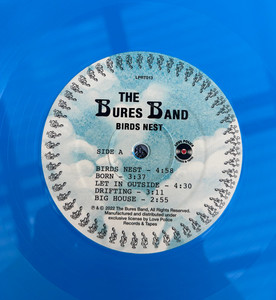 LPRT013
THE
BURES BAND
BIRDS NEST
SIDE A
BIRDS NEST - 4:58
BORN - 3:37
LET IN OUTSIDE - 4:30
DRIFTING - 3:11
BIG HOUSE - 2:55
℗ & © 2022 The Bures Band, All Rights Reserved.
Manufactured and distributed under
exclusive license by Love Police
Records & Tapes